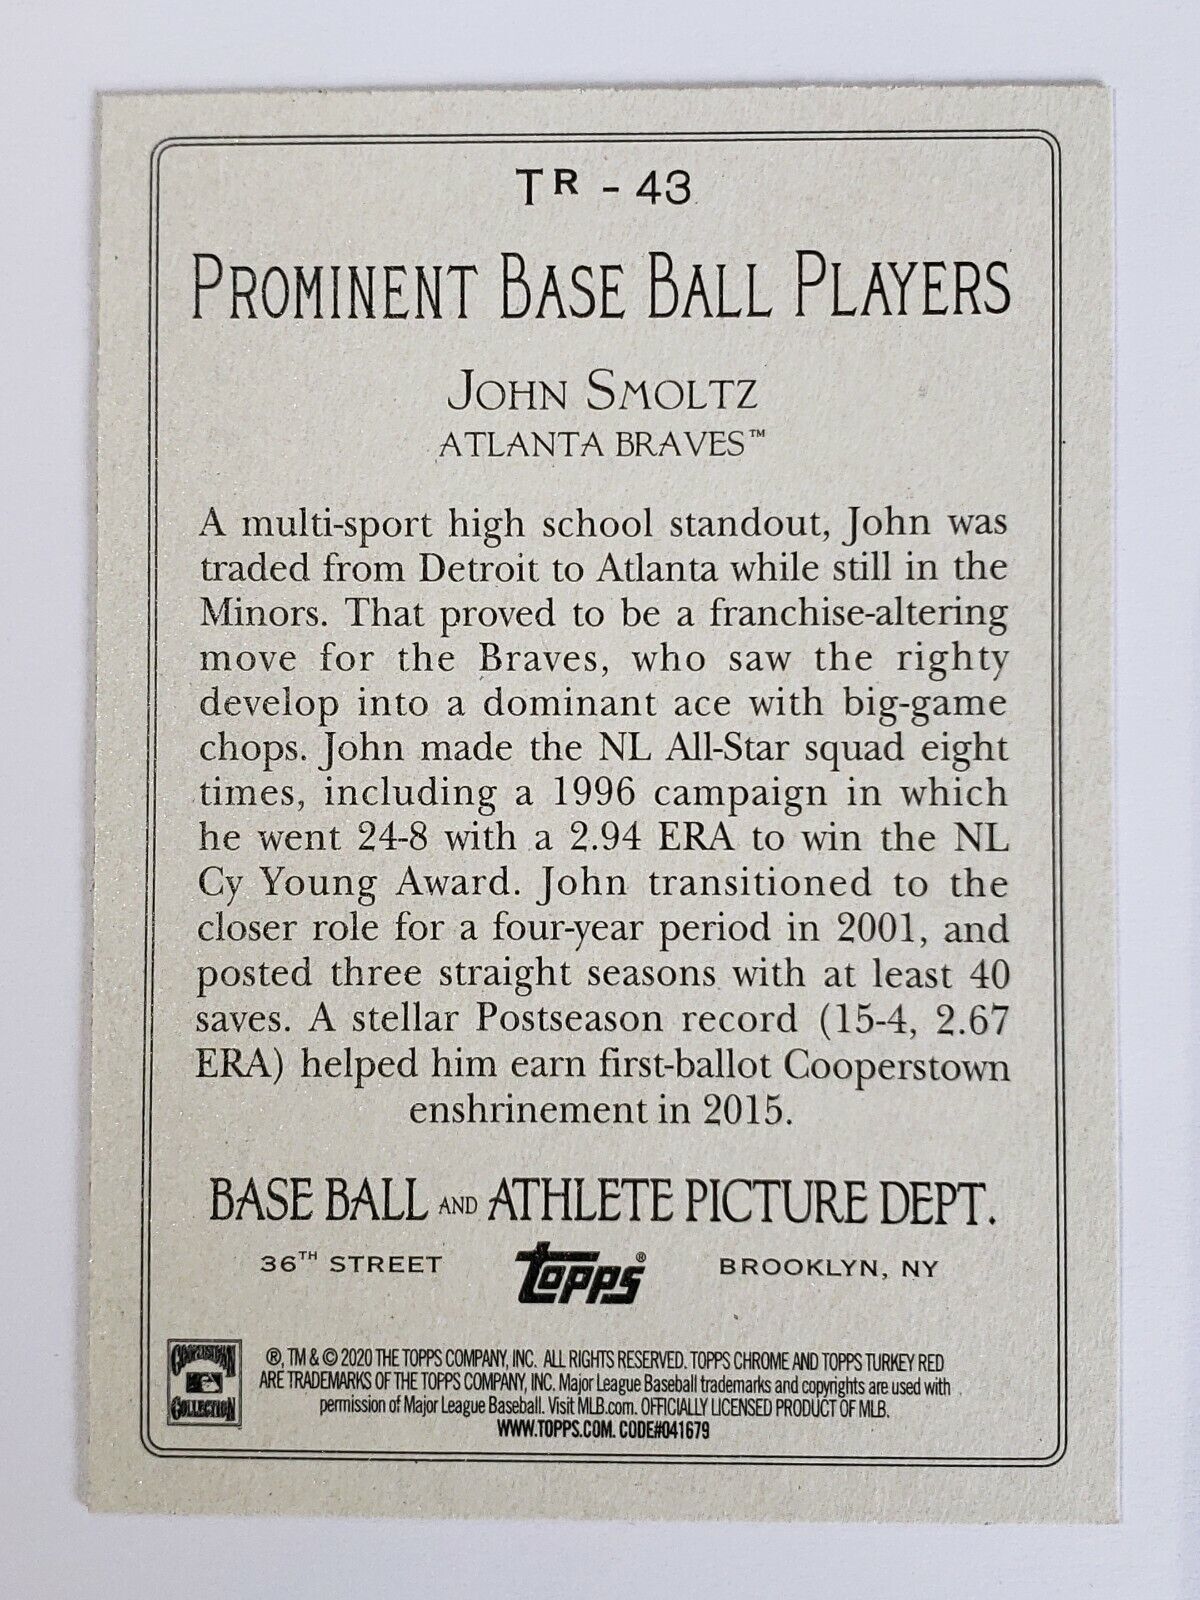 TR - 43
PROMINENT BASE BALL PLAYERS
JOHN SMOLTZ
ATLANTA BRAVES™
A multi-sport high school standout, John was
traded from Detroit to Atlanta while still in the
Minors. That proved to be a franchise-altering
move for the Braves, who saw the righty
develop into a dominant ace with big-game
chops. John made the NL All-Star squad eight
times, including a 1996 campaign in which
he went 24-8 with a 2.94 ERA to win the NL
Cy Young Award. John transitioned to the
closer role for a four-year period in 2001, and
posted three straight seasons with at least 40
saves. A stellar Postseason record (15-4, 2.67
ERA) helped him earn first-ballot Cooperstown
enshrinement in 2015.
BASE BALL AND ATHLETE PICTURE DEPT.
36TH STREET topps® BROOKLYN, NY
COOPERSTOWN
COLLECTION
®, TM & © 2020 THE TOPPS COMPANY, INC. ALL RIGHTS RESERVED. TOPPS CHROME AND TOPPS TURKEY RED
ARE TRADEMARKS OF THE TOPPS COMPANY, INC. Major League Baseball trademarks and copyrights are used with
permission of Major League Baseball. Visit MLB.com. OFFICIALLY LICENSED PRODUCT OF MLB.
WWW.TOPPS.COM. CODE#041679